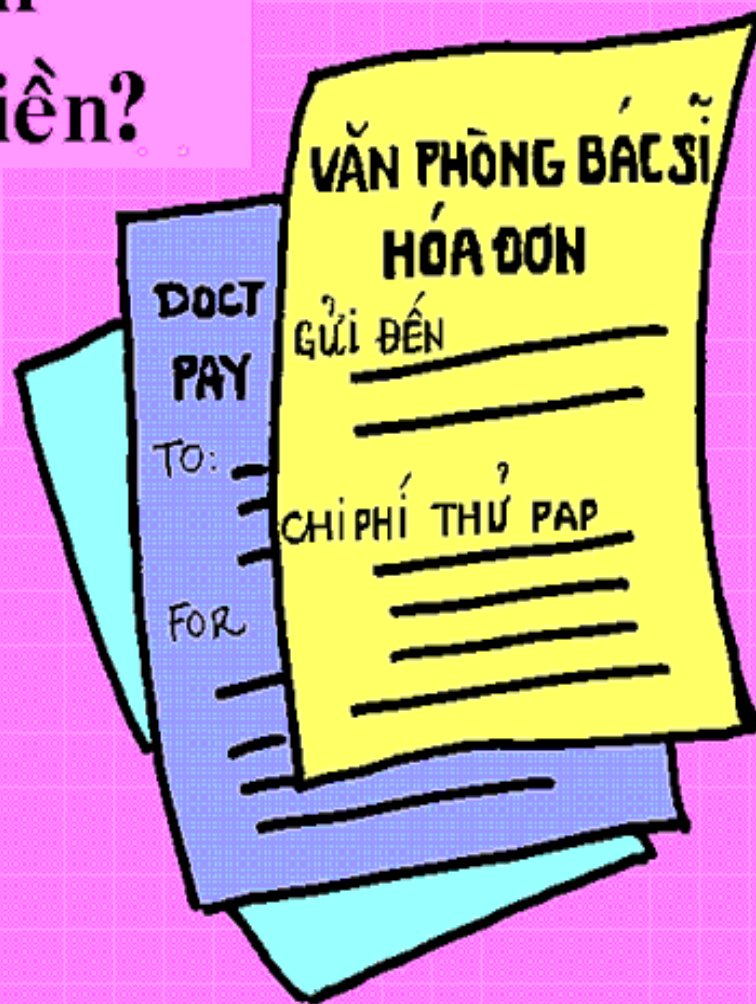 iền?
VĂN PHÒNG BÁC SĨ
HÓA ĐƠN
GỬI ĐẾN
CHI PHÍ THỬ PAP
DOCT
PAY
TO:
FOR